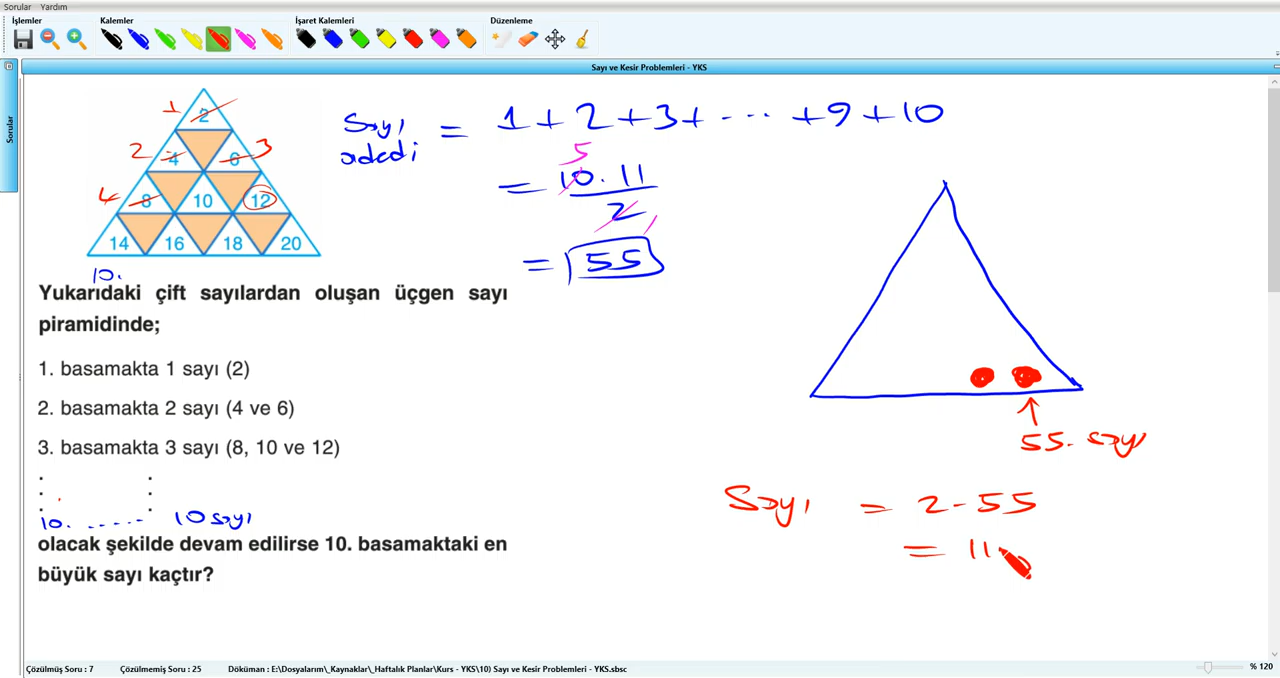 Sorular Yardım
İşlemler Kalemler İşaret Kalemleri Düzenleme
Sayı ve Kesir Problemleri - YKS
Sorular
1 2
2 4 6 3
4 8 10 12
14 16 18 20
10.
Sayı adedi = 1 + 2 + 3 + ... + 9 + 10
5
= 10 . 11
2 1
= 55
Yukarıdaki çift sayılardan oluşan üçgen sayı
piramidinde;
1. basamakta 1 sayı (2)
2. basamakta 2 sayı (4 ve 6)
3. basamakta 3 sayı (8, 10 ve 12)
10. ...... 10 sayı
olacak şekilde devam edilirse 10. basamaktaki en
büyük sayı kaçtır?
55. sayı
Sayı = 2 . 55
= 11
Çözülmüş Soru : 7 Çözülmemiş Soru : 25 Döküman : E:\Dosyalarım\_Kaynaklar\_Haftalık Planlar\Kurs - YKS\10) Sayı ve Kesir Problemleri - YKS.sbsc % 120